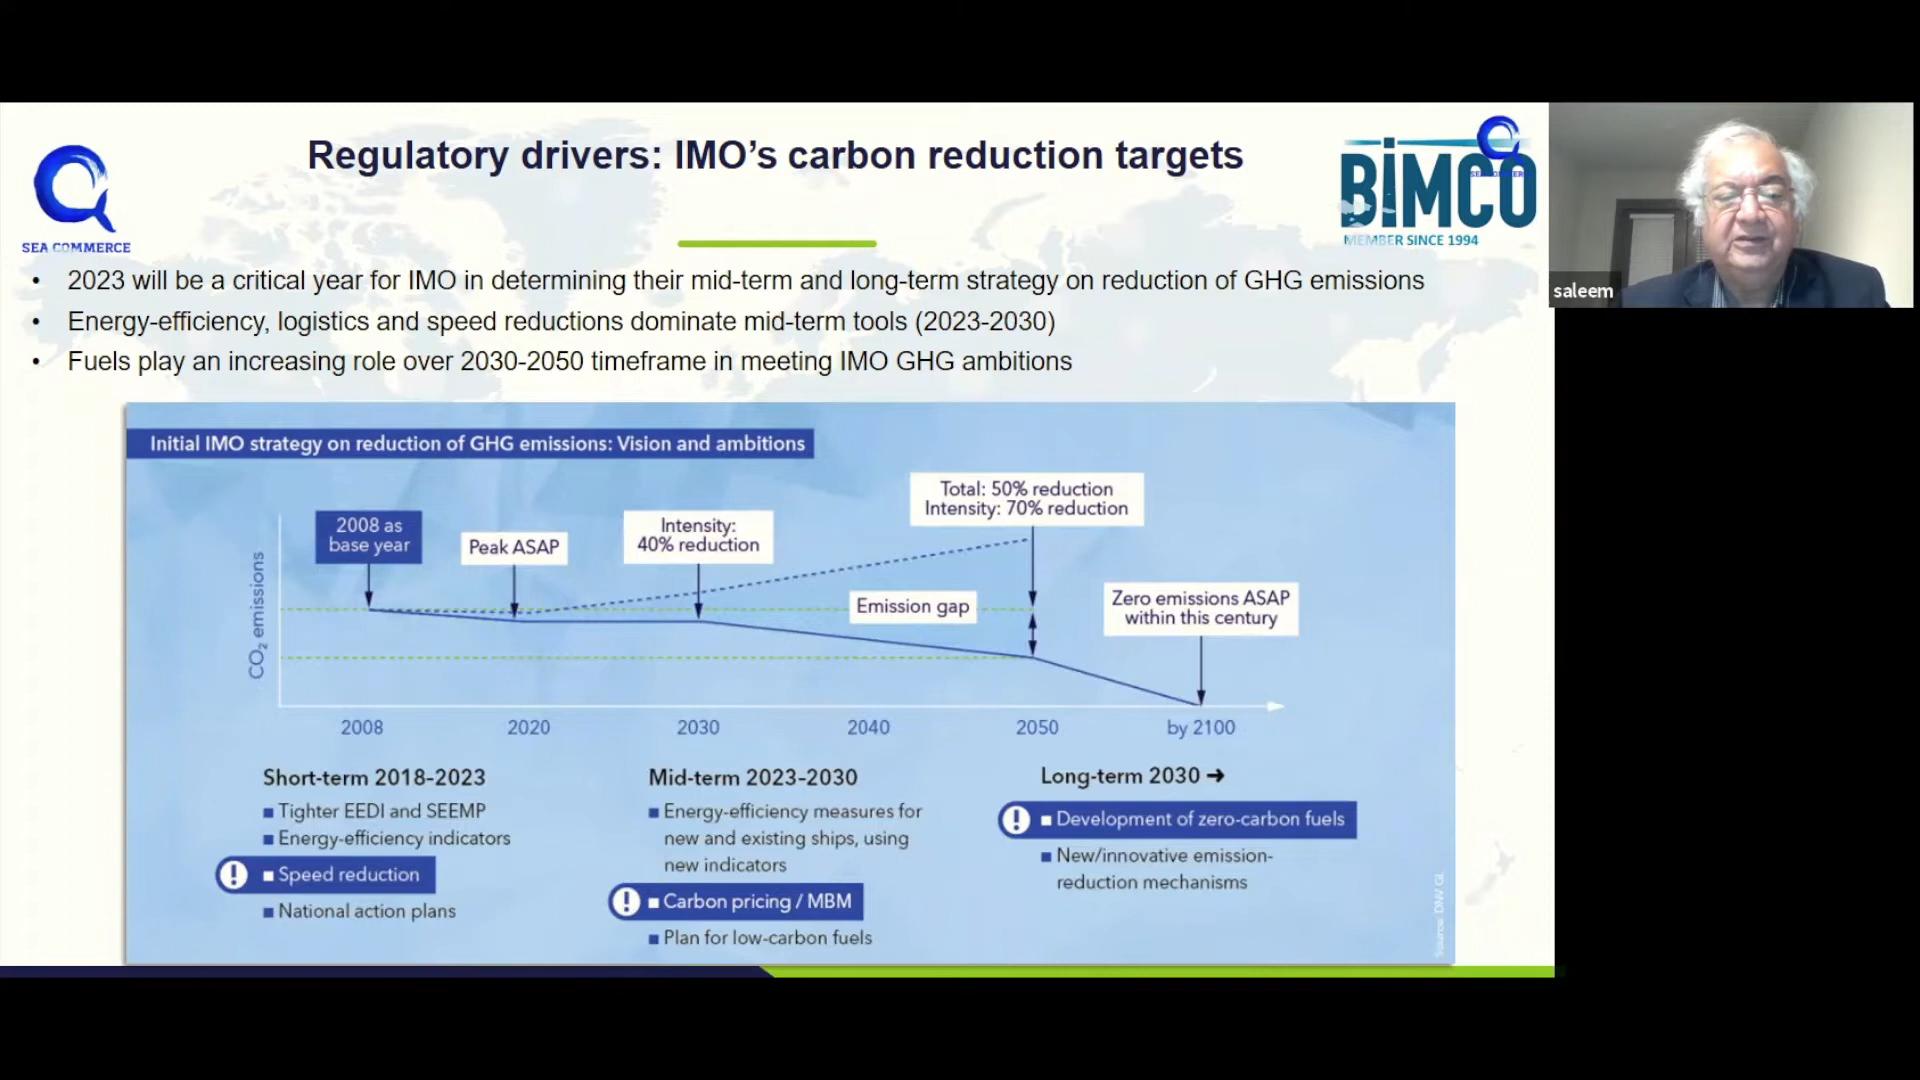 Regulatory drivers: IMO's carbon reduction targets
SEA COMMERCE
BIMCO
SEA COMMERCE
MEMBER SINCE 1994
saleem
• 2023 will be a critical year for IMO in determining their mid-term and long-term strategy on reduction of GHG emissions
• Energy-efficiency, logistics and speed reductions dominate mid-term tools (2023-2030)
• Fuels play an increasing role over 2030-2050 timeframe in meeting IMO GHG ambitions
Initial IMO strategy on reduction of GHG emissions: Vision and ambitions
CO₂ emissions
2008 as
base year
Peak ASAP
Intensity:
40% reduction
Total: 50% reduction
Intensity: 70% reduction
Emission gap
Zero emissions ASAP
within this century
2008
2020
2030
2040
2050
by 2100
Short-term 2018–2023
■ Tighter EEDI and SEEMP
■ Energy-efficiency indicators
! ■ Speed reduction
■ National action plans
Mid-term 2023–2030
■ Energy-efficiency measures for
new and existing ships, using
new indicators
! ■ Carbon pricing / MBM
■ Plan for low-carbon fuels
Long-term 2030 ➔
! ■ Development of zero-carbon fuels
■ New/innovative emission-
reduction mechanisms
Source: DNV GL